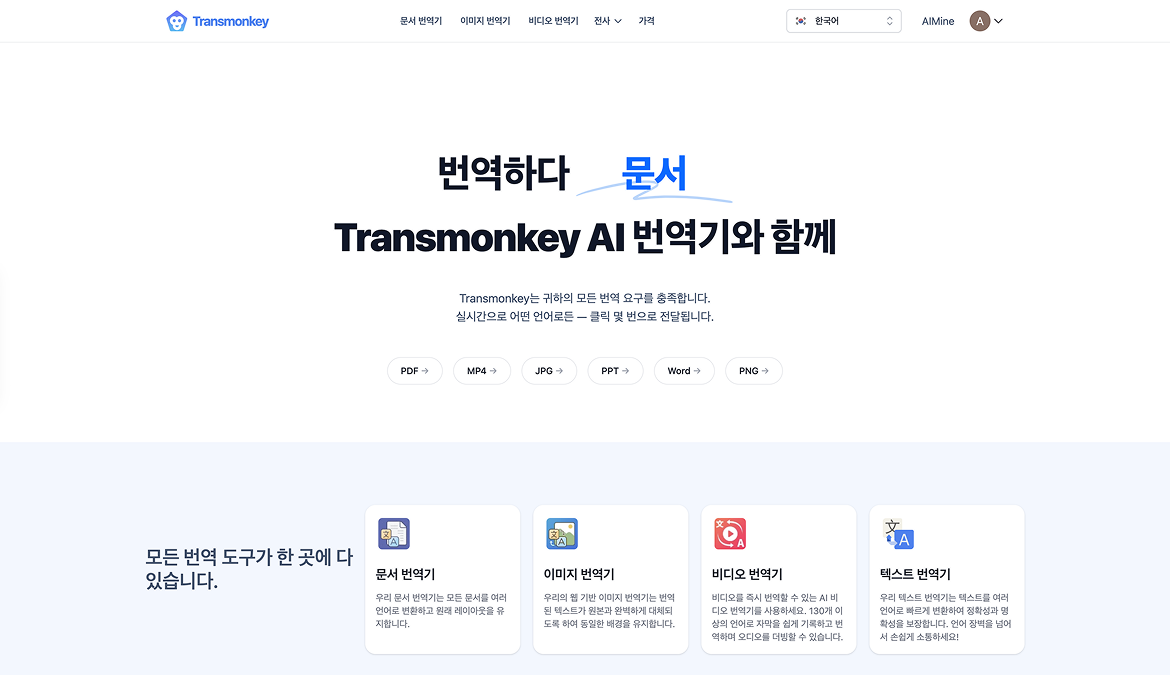 Transmonkey
문서 번역기 이미지 번역기 비디오 번역기 전사 가격
한국어
AIMine
A
번역하다 문서
Transmonkey AI 번역기와 함께
Transmonkey는 귀하의 모든 번역 요구를 충족합니다.
실시간으로 어떤 언어로든 — 클릭 몇 번으로 전달됩니다.
PDF → MP4 → JPG → PPT → Word → PNG →
모든 번역 도구가 한 곳에 다
있습니다.
문서 번역기
우리 문서 번역기는 모든 문서를 여러
언어로 변환하고 원래 레이아웃을 유
지합니다.
이미지 번역기
우리의 웹 기반 이미지 번역기는 번역
된 텍스트가 원본과 완벽하게 대체되
도록 하여 동일한 배경을 유지합니다.
비디오 번역기
비디오를 즉시 번역할 수 있는 AI 비
디오 번역기를 사용하세요. 130개 이
상의 언어로 자막을 쉽게 기록하고 번
역하며 오디오를 더빙할 수 있습니다.
텍스트 번역기
우리 텍스트 번역기는 텍스트를 여러
언어로 빠르게 변환하여 정확성과 명
확성을 보장합니다. 언어 장벽을 넘어
서 손쉽게 소통하세요!